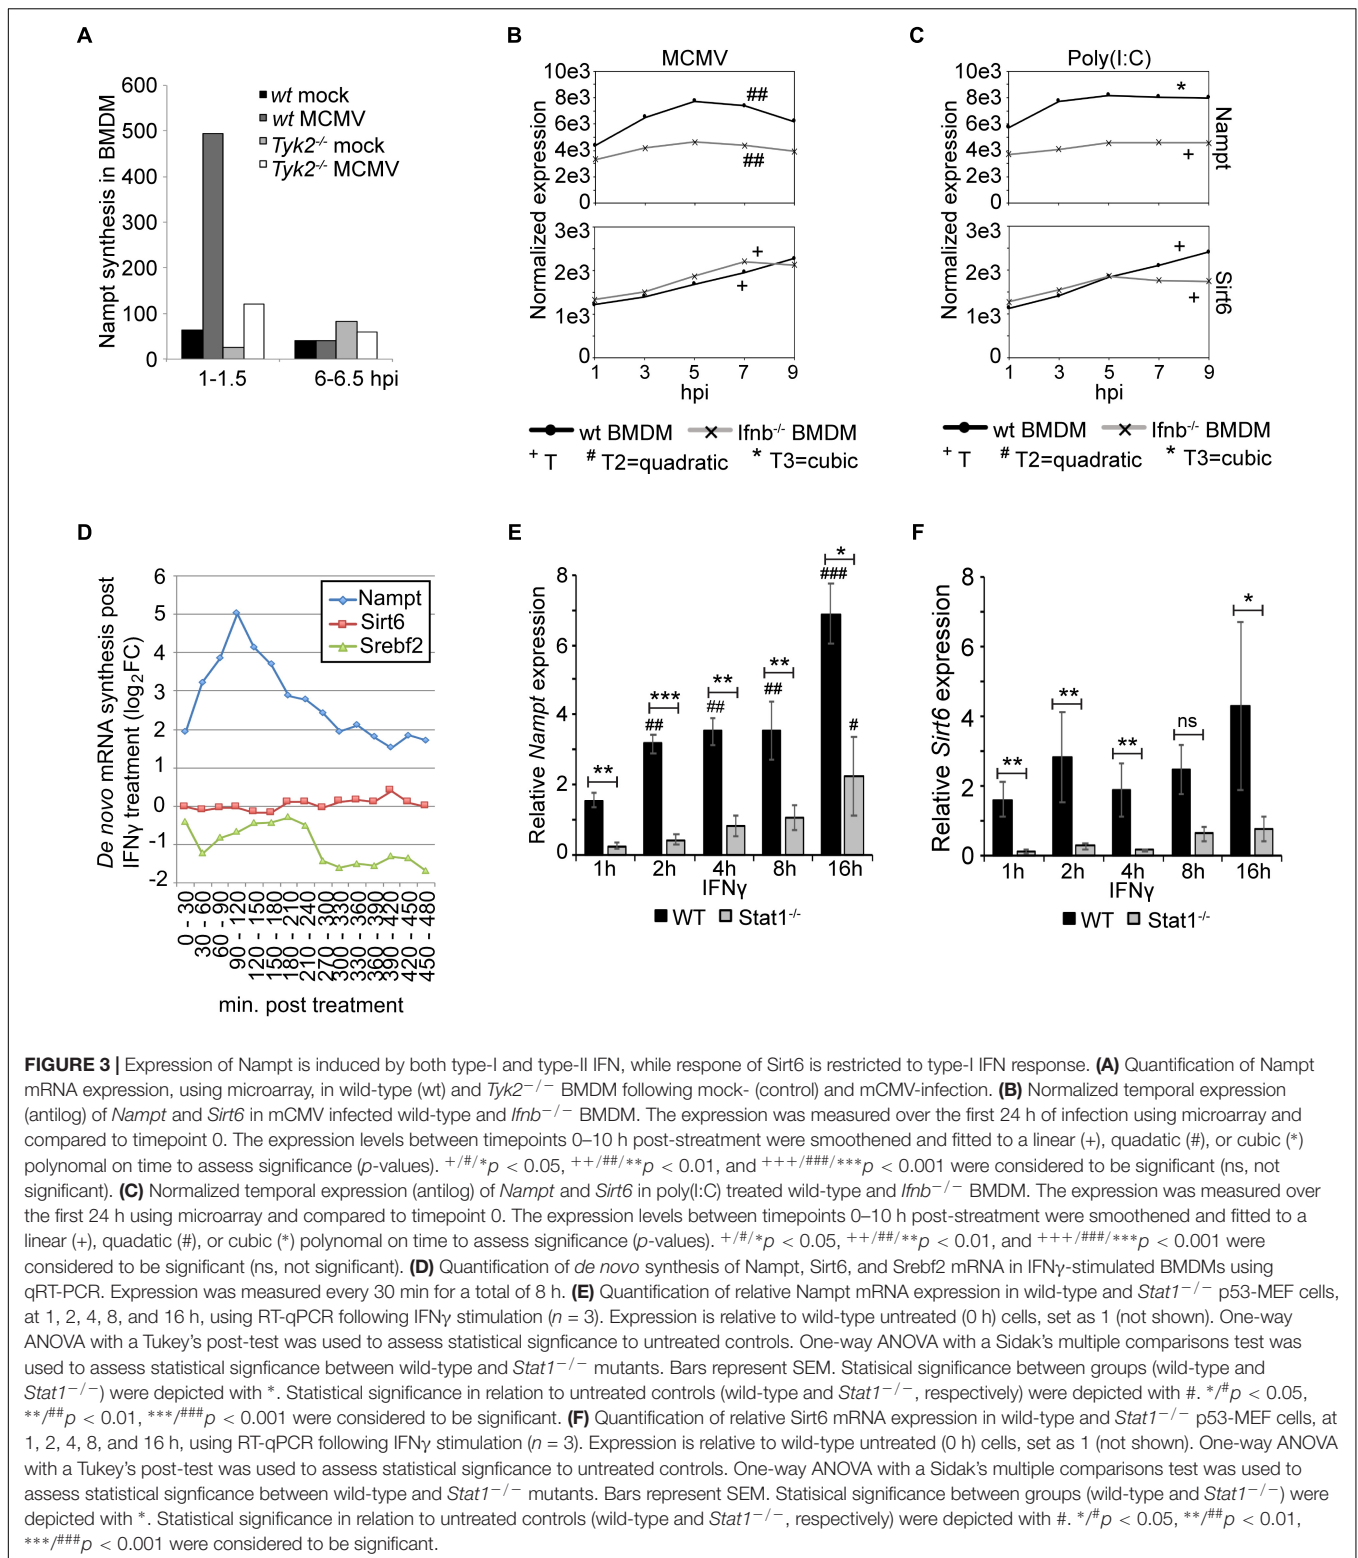 A
Nampt synthesis in BMDM
600
500
400
300
200
100
0
wt mock
wt MCMV
Tyk2-/- mock
Tyk2-/- MCMV
1-1.5
6-6.5 hpi
B
MCMV
Normalized expression
10e3
8e3
6e3
4e3
2e3
0
##
##
Normalized expression
3e3
2e3
1e3
0
+
+
1 3 5 7 9
hpi
wt BMDM Ifnb-/- BMDM
+ T # T2=quadratic * T3=cubic
C
Poly(I:C)
Normalized expression
10e3
8e3
6e3
4e3
2e3
0
*
+
Nampt
Normalized expression
3e3
2e3
1e3
0
+
+
Sirt6
1 3 5 7 9
hpi
wt BMDM Ifnb-/- BMDM
+ T # T2=quadratic * T3=cubic
D
De novo mRNA synthesis post
IFNγ treatment (log2FC)
6
5
4
3
2
1
0
-1
-2
Nampt
Sirt6
Srebf2
0 - 30
30 - 60
60 - 90
90 - 120
120 - 150
150 - 180
180 - 210
210 - 240
270 - 300
300 - 330
330 - 360
360 - 390
390 - 420
420 - 450
450 - 480
min. post treatment
E
Relative Nampt expression
8
6
4
2
0
**
***
##
**
##
**
##
*
###
#
1h 2h 4h 8h 16h
IFNγ
WT Stat1-/-
F
Relative Sirt6 expression
8
6
4
2
0
**
**
**
ns
*
1h 2h 4h 8h 16h
IFNγ
WT Stat1-/-
FIGURE 3 | Expression of Nampt is induced by both type-I and type-II IFN, while respone of Sirt6 is restricted to type-I IFN response. (A) Quantification of Nampt
mRNA expression, using microarray, in wild-type (wt) and Tyk2−/− BMDM following mock- (control) and mCMV-infection. (B) Normalized temporal expression
(antilog) of Nampt and Sirt6 in mCMV infected wild-type and Ifnb−/− BMDM. The expression was measured over the first 24 h of infection using microarray and
compared to timepoint 0. The expression levels between timepoints 0–10 h post-streatment were smoothened and fitted to a linear (+), quadatic (#), or cubic (*)
polynomal on time to assess significance (p-values). +/#/*p < 0.05, ++/##/**p < 0.01, and +++/###/***p < 0.001 were considered to be significant (ns, not
significant). (C) Normalized temporal expression (antilog) of Nampt and Sirt6 in poly(I:C) treated wild-type and Ifnb−/− BMDM. The expression was measured over
the first 24 h using microarray and compared to timepoint 0. The expression levels between timepoints 0–10 h post-streatment were smoothened and fitted to a
linear (+), quadatic (#), or cubic (*) polynomal on time to assess significance (p-values). +/#/*p < 0.05, ++/##/**p < 0.01, and +++/###/***p < 0.001 were
considered to be significant (ns, not significant). (D) Quantification of de novo synthesis of Nampt, Sirt6, and Srebf2 mRNA in IFNγ-stimulated BMDMs using
qRT-PCR. Expression was measured every 30 min for a total of 8 h. (E) Quantification of relative Nampt mRNA expression in wild-type and Stat1−/− p53-MEF cells,
at 1, 2, 4, 8, and 16 h, using RT-qPCR following IFNγ stimulation (n = 3). Expression is relative to wild-type untreated (0 h) cells, set as 1 (not shown). One-way
ANOVA with a Tukey's post-test was used to assess statistical signficance to untreated controls. One-way ANOVA with a Sidak's multiple comparisons test was
used to assess statistical signficance between wild-type and Stat1−/− mutants. Bars represent SEM. Statisical significance between groups (wild-type and
Stat1−/−) were depicted with *. Statistical significance in relation to untreated controls (wild-type and Stat1−/−, respectively) were depicted with #. */#p < 0.05,
**/##p < 0.01, ***/###p < 0.001 were considered to be significant. (F) Quantification of relative Sirt6 mRNA expression in wild-type and Stat1−/− p53-MEF cells, at
1, 2, 4, 8, and 16 h, using RT-qPCR following IFNγ stimulation (n = 3). Expression is relative to wild-type untreated (0 h) cells, set as 1 (not shown). One-way ANOVA
with a Tukey's post-test was used to assess statistical signficance to untreated controls. One-way ANOVA with a Sidak's multiple comparisons test was used to
assess statistical signficance between wild-type and Stat1−/− mutants. Bars represent SEM. Statisical significance between groups (wild-type and Stat1−/−) were
depicted with *. Statistical significance in relation to untreated controls (wild-type and Stat1−/−, respectively) were depicted with #. */#p < 0.05, **/##p < 0.01,
***/###p < 0.001 were considered to be significant.